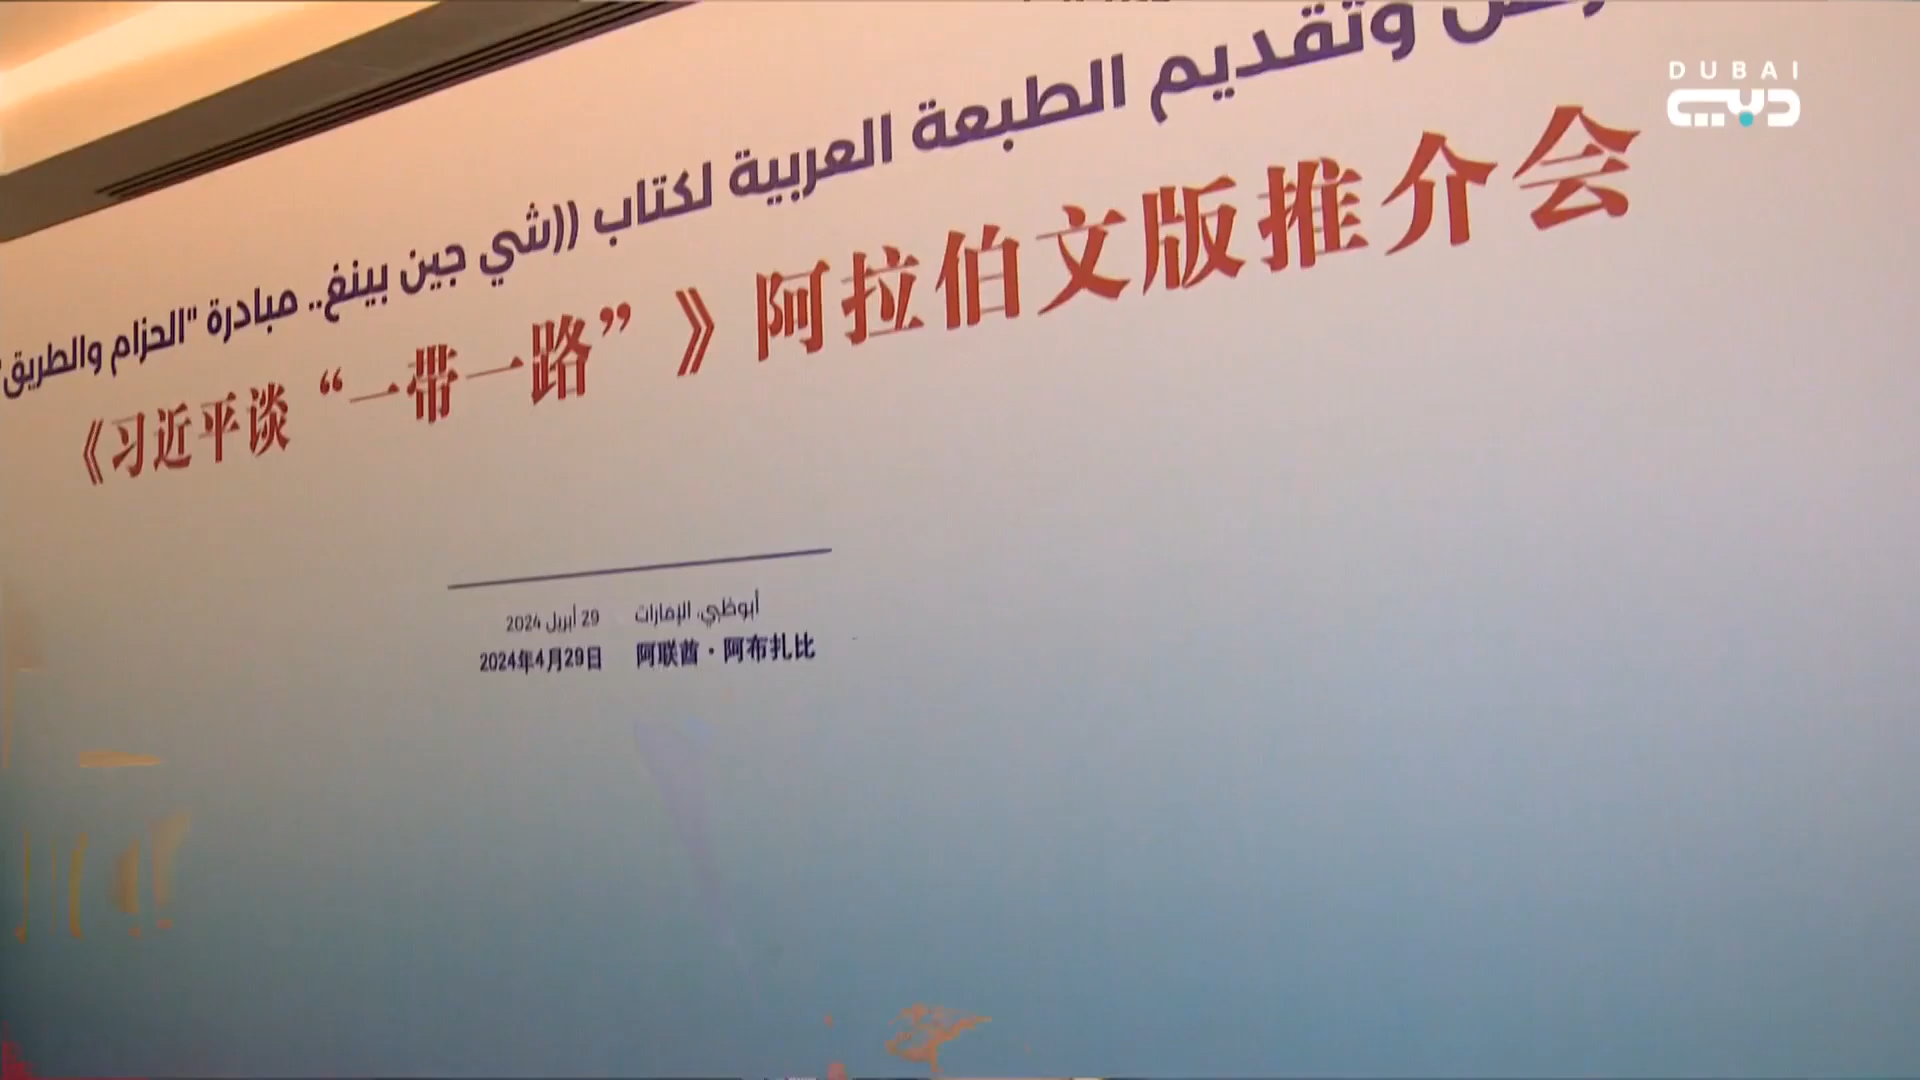 وتقديم الطبعة العربية لكتاب ((شي جين بينغ.. مبادرة "الحزام والطريق"
《习近平谈“一带一路”》阿拉伯文版推介会
أبوظبي، الإمارات 29 أبريل 2024
2024年4月29日 阿联酋·阿布扎比
DUBAI
دبي